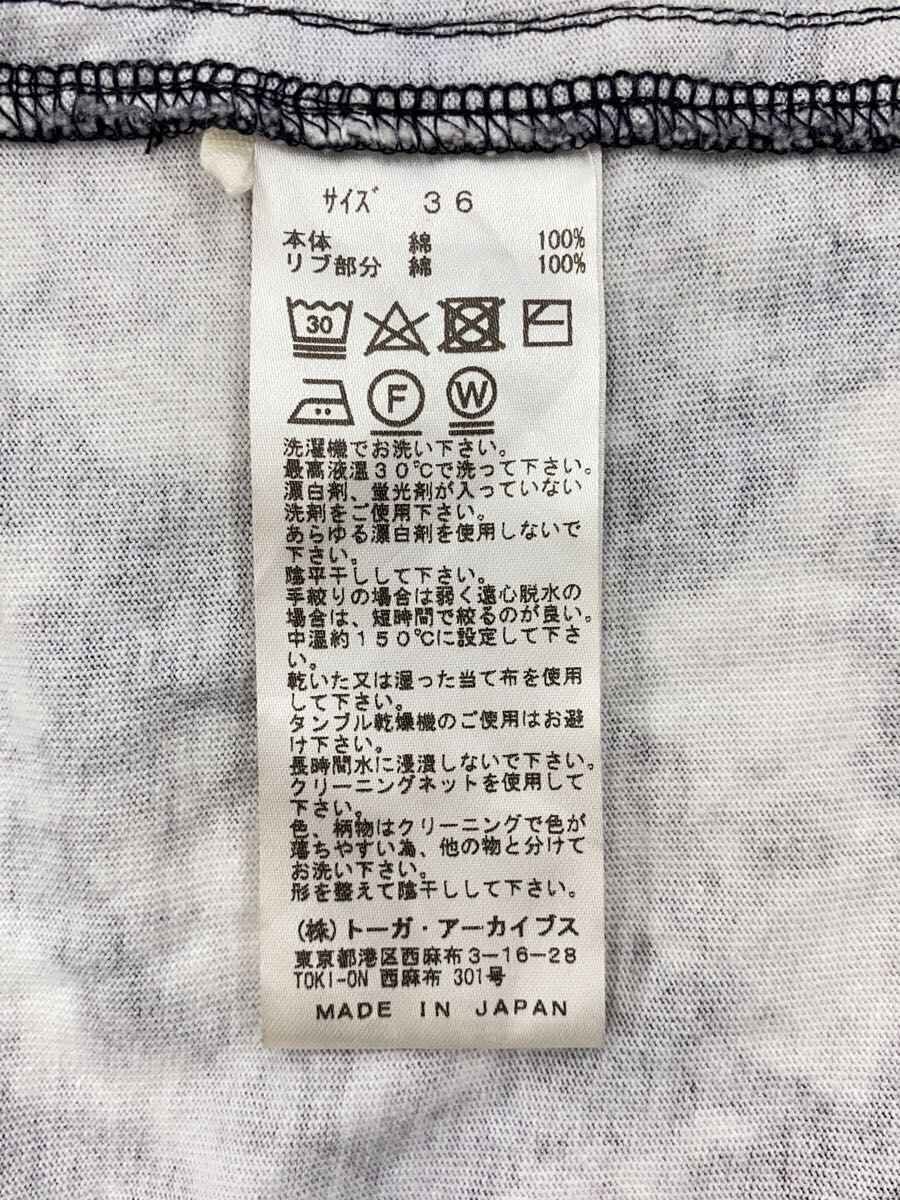 サイズ 36
本体 綿 100%
リブ部分 綿 100%
30
F W
洗濯機でお洗い下さい。
最高液温30℃で洗って下さい。
漂白剤、蛍光剤が入っていない
洗剤をご使用下さい。
あらゆる漂白剤を使用しないで
下さい。
陰平干しして下さい。
手絞りの場合は弱く遠心脱水の
場合は、短時間で絞るのが良い。
中温約150℃に設定して下さ
い。
乾いた又は湿った当て布を使用
して下さい。
タンブル乾燥機のご使用はお避
け下さい。
長時間水に浸漬しないで下さい。
クリーニングネットを使用して
下さい。
色、柄物はクリーニングで色が
落ちやすい為、他の物と分けて
お洗い下さい。
形を整えて陰干しして下さい。
(株)トーガ・アーカイブス
東京都港区西麻布3-16-28
TOKI-ON 西麻布 301号
MADE IN JAPAN